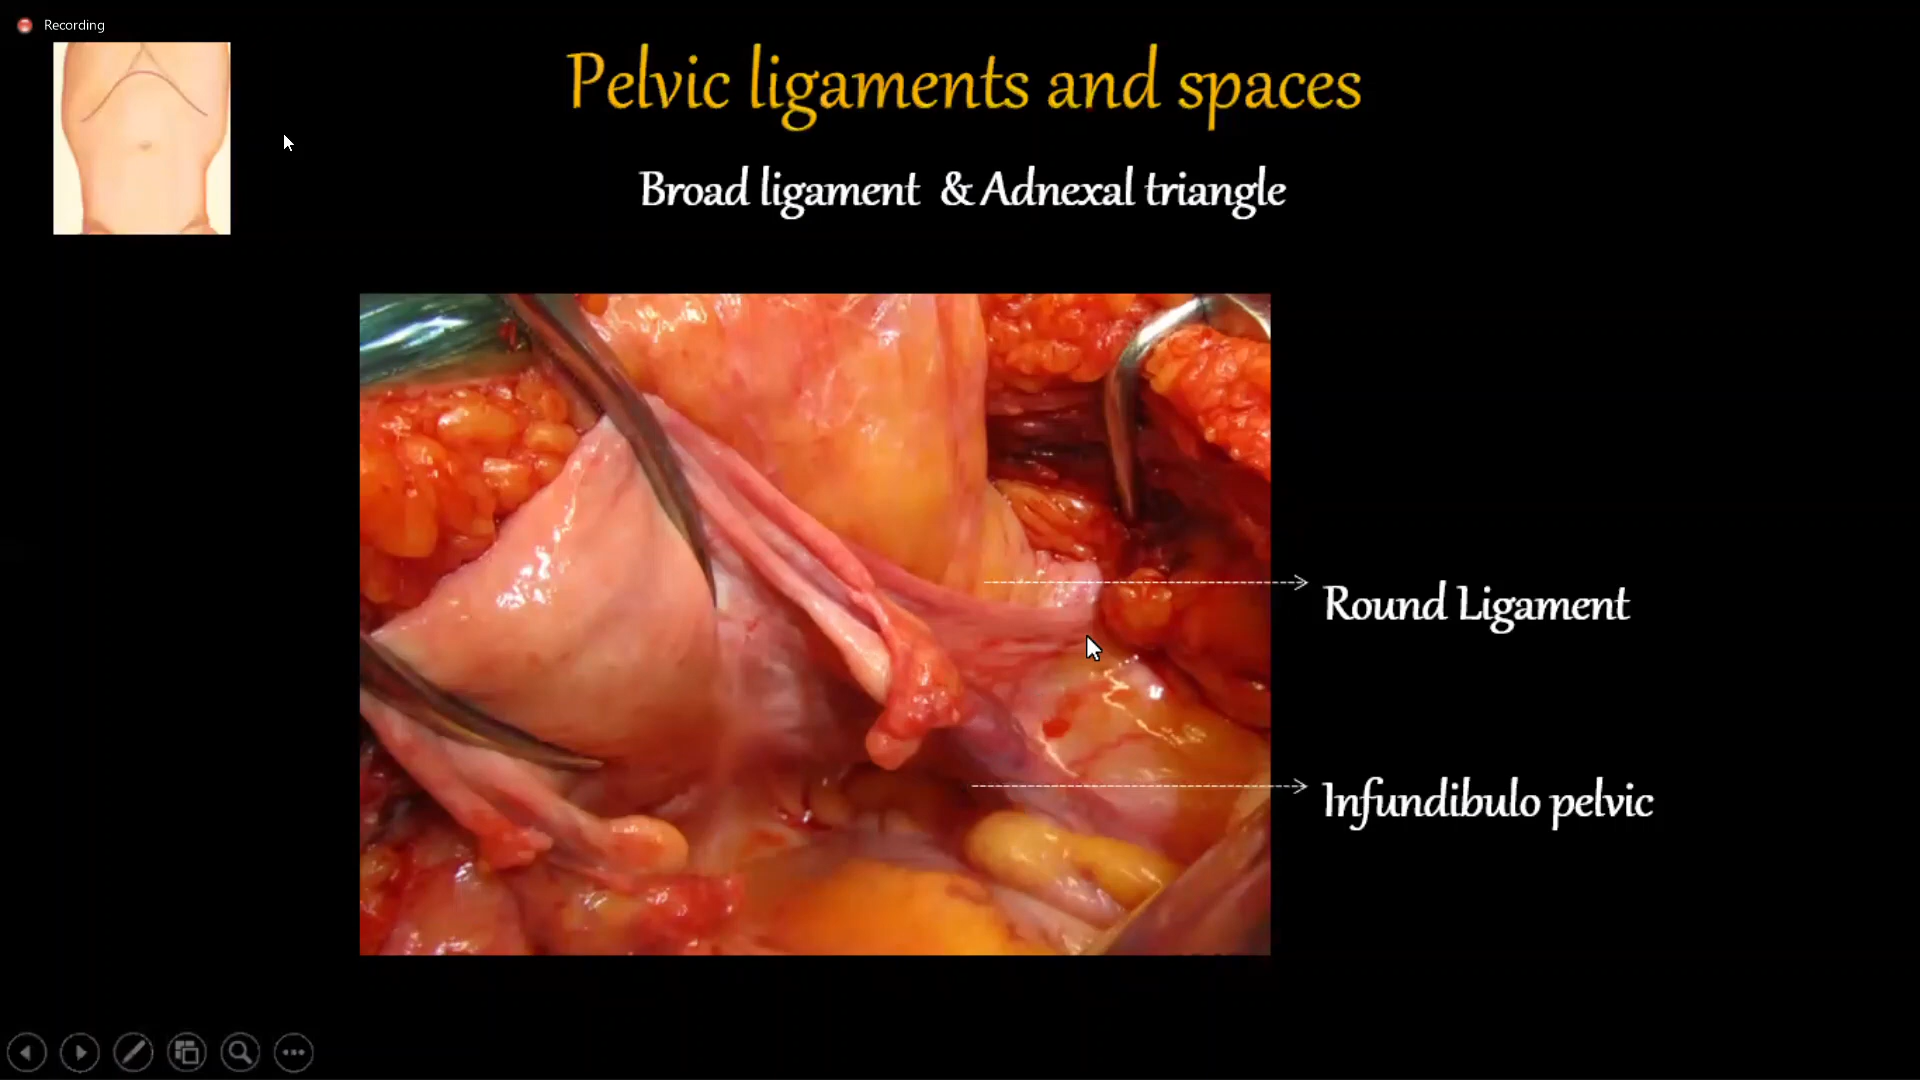 Recording
Pelvic ligaments and spaces
Broad ligament & Adnexal triangle
Round Ligament
Infundibulo pelvic